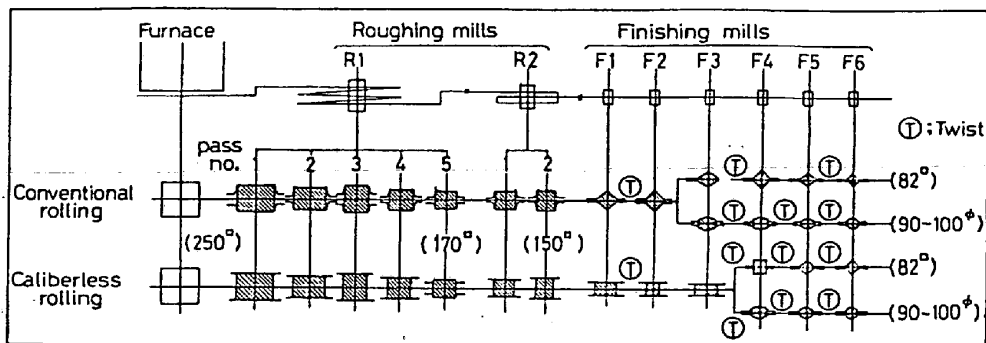 Furnace Roughing mills Finishing mills
R1 R2 F1 F2 F3 F4 F5 F6
Ⓣ;Twist
pass
no. 1 2 3 4 5 1 2
Ⓣ Ⓣ Ⓣ
Conventional
rolling
(82□)
Ⓣ Ⓣ Ⓣ
(90-100ϕ)
(250□) (170□) (150□)
Ⓣ Ⓣ Ⓣ
Caliberless
rolling
(82□)
Ⓣ Ⓣ Ⓣ
(90~100ϕ)
Ⓣ